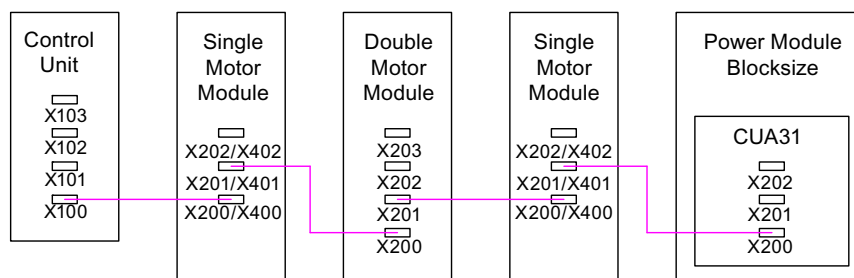 Control
Unit
X103
X102
X101
X100
Single
Motor
Module
X202/X402
X201/X401
X200/X400
Double
Motor
Module
X203
X202
X201
X200
Single
Motor
Module
X202/X402
X201/X401
X200/X400
Power Module
Blocksize
CUA31
X202
X201
X200